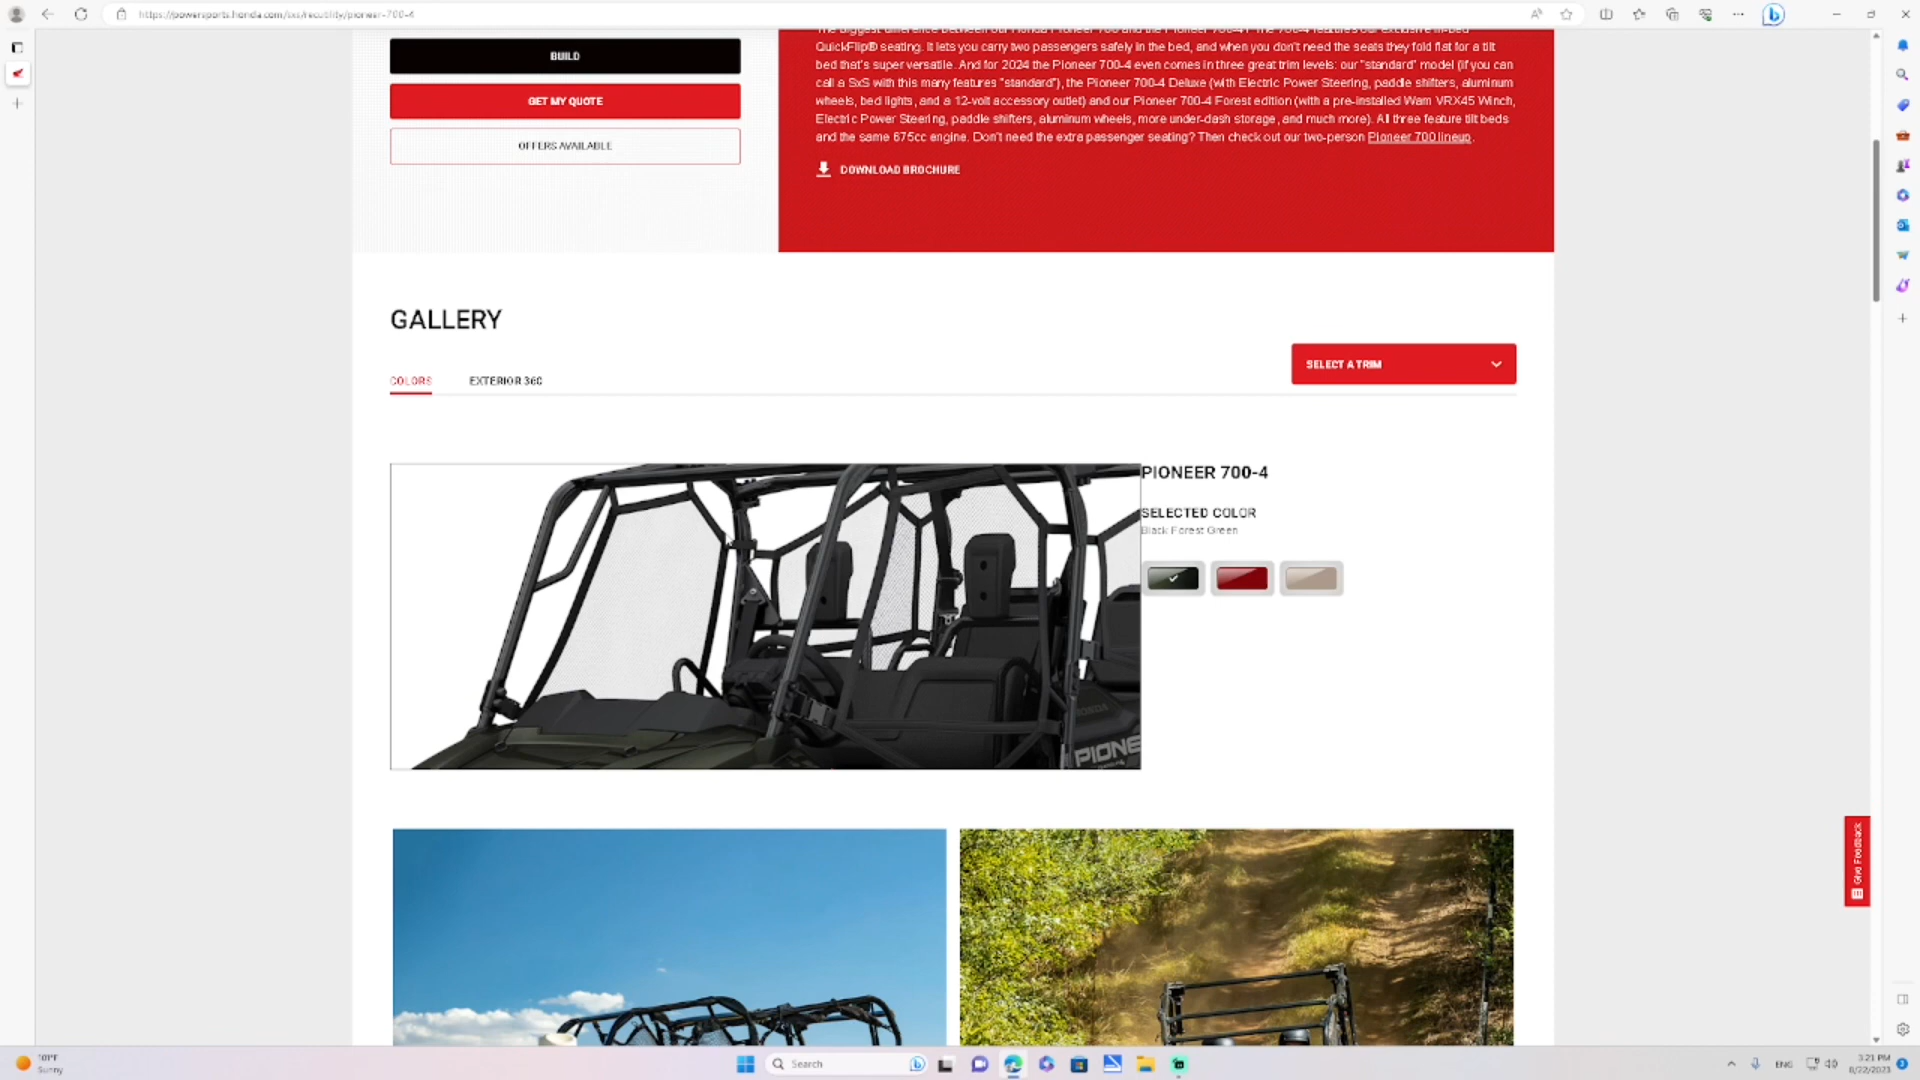 https://powersports.honda.com/sxs/recutility/pioneer-700-4
BUILD
GET MY QUOTE
OFFERS AVAILABLE
The biggest difference between our Honda Pioneer 700 and the Pioneer 700-4? The 700-4 features our exclusive in-bed
QuickFlip® seating. It lets you carry two passengers safely in the bed, and when you don't need the seats they fold flat for a tilt
bed that's super versatile. And for 2024 the Pioneer 700-4 even comes in three great trim levels: our "standard" model (if you can
call a SxS with this many features "standard"), the Pioneer 700-4 Deluxe (with Electric Power Steering, paddle shifters, aluminum
wheels, bed lights, and a 12-volt accessory outlet) and our Pioneer 700-4 Forest edition (with a pre-installed Warn VRX45 Winch,
Electric Power Steering, paddle shifters, aluminum wheels, more under-dash storage, and much more). All three feature tilt beds
and the same 675cc engine. Don't need the extra passenger seating? Then check out our two-person Pioneer 700 lineup.
DOWNLOAD BROCHURE
GALLERY
COLORS
EXTERIOR 360
SELECT A TRIM
PIONEER 700-4
SELECTED COLOR
Black Forest Green
HONDA
PIONE
Give Feedback
101°F
Sunny
Search
ENG
3:21 PM
8/22/2023